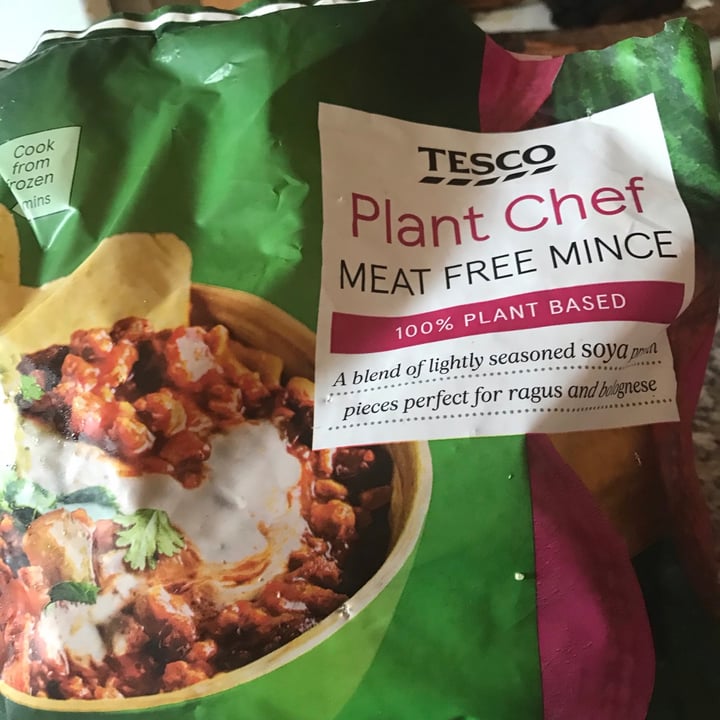 Cook
from
rozen
mins
TESCO
Plant Chef
MEAT FREE MINCE
100% PLANT BASED
A blend of lightly seasoned soya
pieces perfect for ragus and bolognese